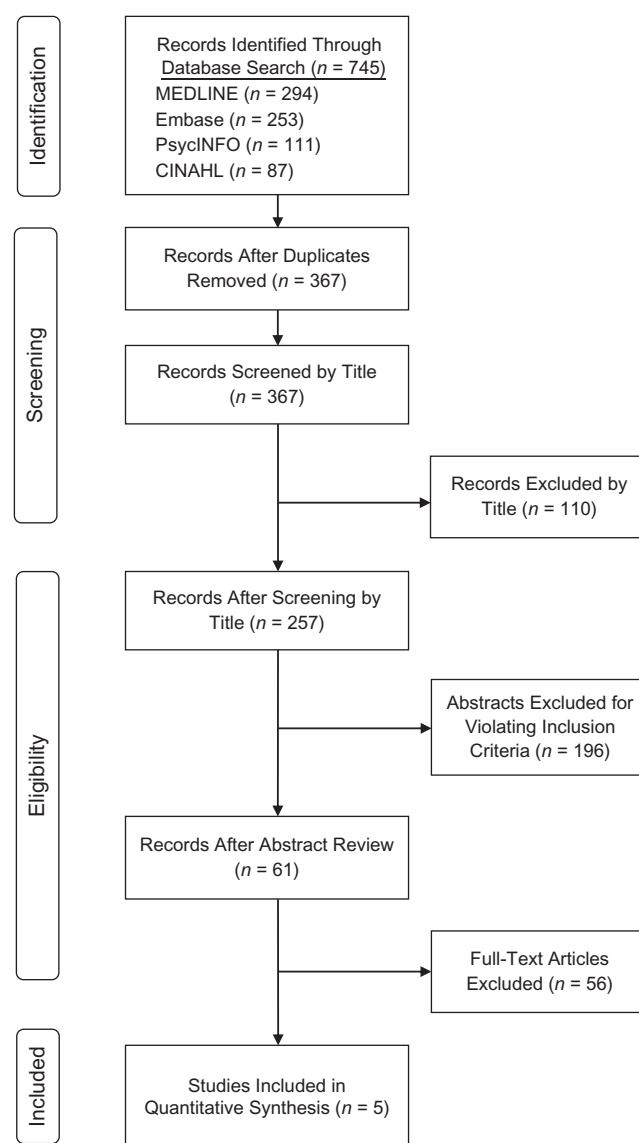 Identification
Records Identified Through
Database Search (n = 745)
MEDLINE (n = 294)
Embase (n = 253)
PsycINFO (n = 111)
CINAHL (n = 87)
Screening
Records After Duplicates
Removed (n = 367)
Records Screened by Title
(n = 367)
Records Excluded by
Title (n = 110)
Eligibility
Records After Screening by
Title (n = 257)
Abstracts Excluded for
Violating Inclusion
Criteria (n = 196)
Records After Abstract Review
(n = 61)
Full-Text Articles
Excluded (n = 56)
Included
Studies Included in
Quantitative Synthesis (n = 5)